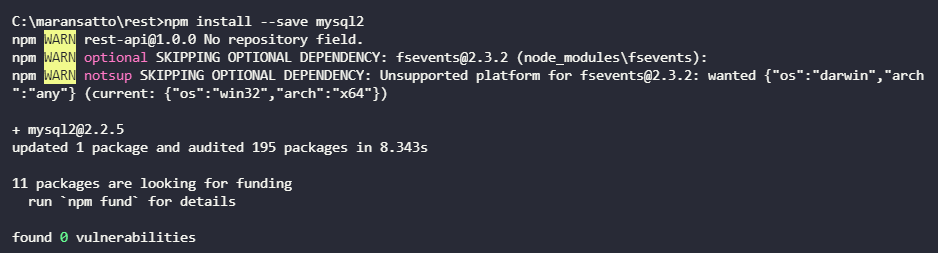 C:\maransatto\rest>npm install --save mysql2
npm WARN rest-api@1.0.0 No repository field.
npm WARN optional SKIPPING OPTIONAL DEPENDENCY: fsevents@2.3.2 (node_modules\fsevents):
npm WARN notsup SKIPPING OPTIONAL DEPENDENCY: Unsupported platform for fsevents@2.3.2: wanted {"os":"darwin","arch
":"any"} (current: {"os":"win32","arch":"x64"})
+ mysql2@2.2.5
updated 1 package and audited 195 packages in 8.343s
11 packages are looking for funding
  run `npm fund` for details
found 0 vulnerabilities